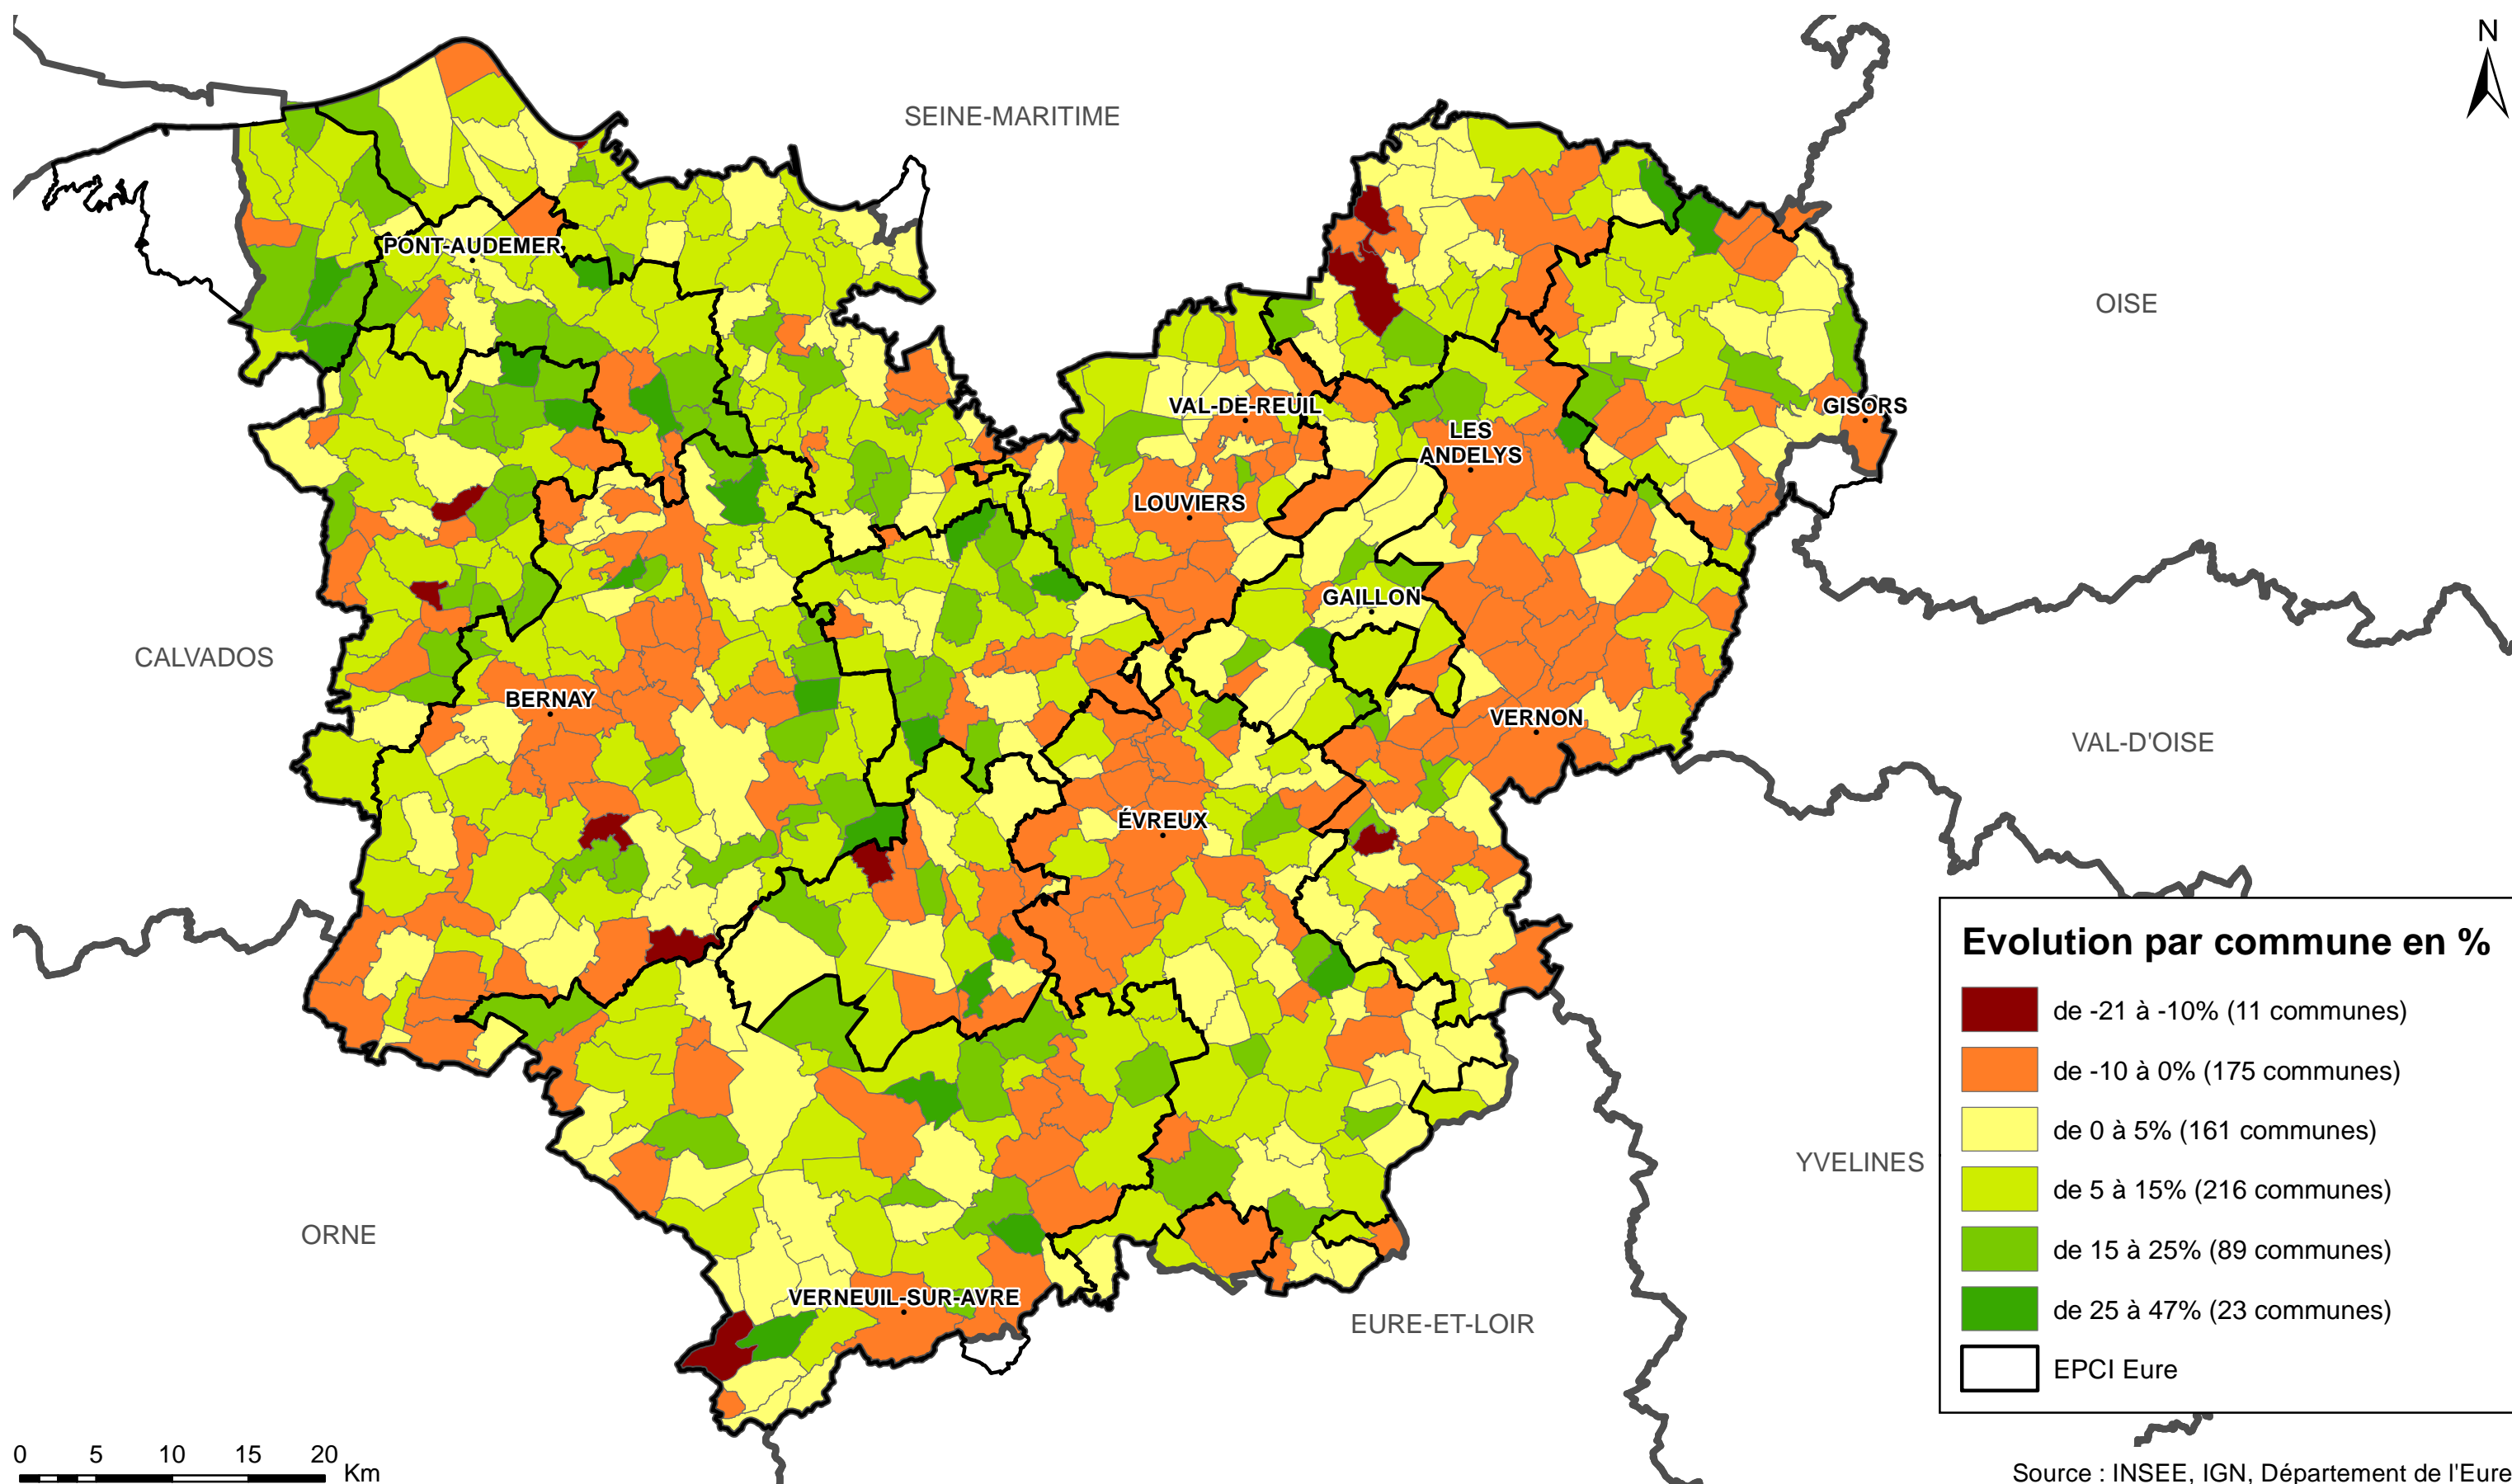 N
SEINE-MARITIME
PONT-AUDEMER
OISE
VAL-DE-REUIL
GISORS
LES
ANDELYS
LOUVIERS
GAILLON
CALVADOS
BERNAY
VERNON
VAL-D'OISE
ÉVREUX
Evolution par commune en %
de -21 à -10% (11 communes)
de -10 à 0% (175 communes)
de 0 à 5% (161 communes)
YVELINES
de 5 à 15% (216 communes)
ORNE
de 15 à 25% (89 communes)
VERNEUIL-SUR-AVRE
de 25 à 47% (23 communes)
EURE-ET-LOIR
EPCI Eure
0 5 10 15 20
Km
Source : INSEE, IGN, Département de l'Eure